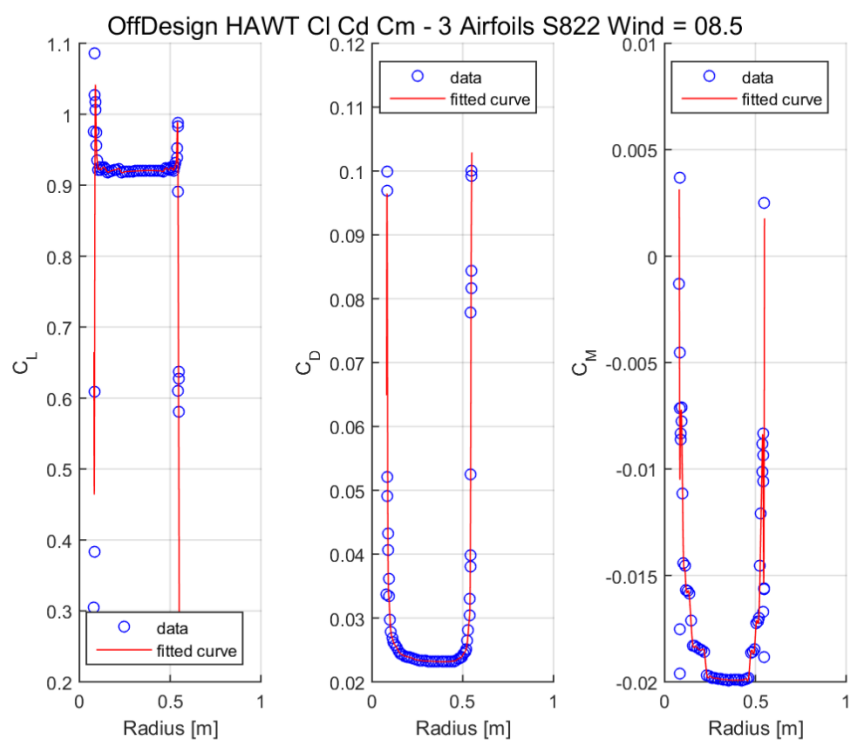 OffDesign HAWT Cl Cd Cm - 3 Airfoils S822 Wind = 08.5
1.1
1
0.9
0.8
0.7
0.6
0.5
0.4
0.3
0.2
C_L
data
fitted curve
0
0.5
1
Radius [m]
0.12
0.11
0.1
0.09
0.08
0.07
0.06
0.05
0.04
0.03
0.02
C_D
data
fitted curve
0
0.5
1
Radius [m]
0.01
0.005
0
-0.005
-0.01
-0.015
-0.02
C_M
data
fitted curve
0
0.5
1
Radius [m]